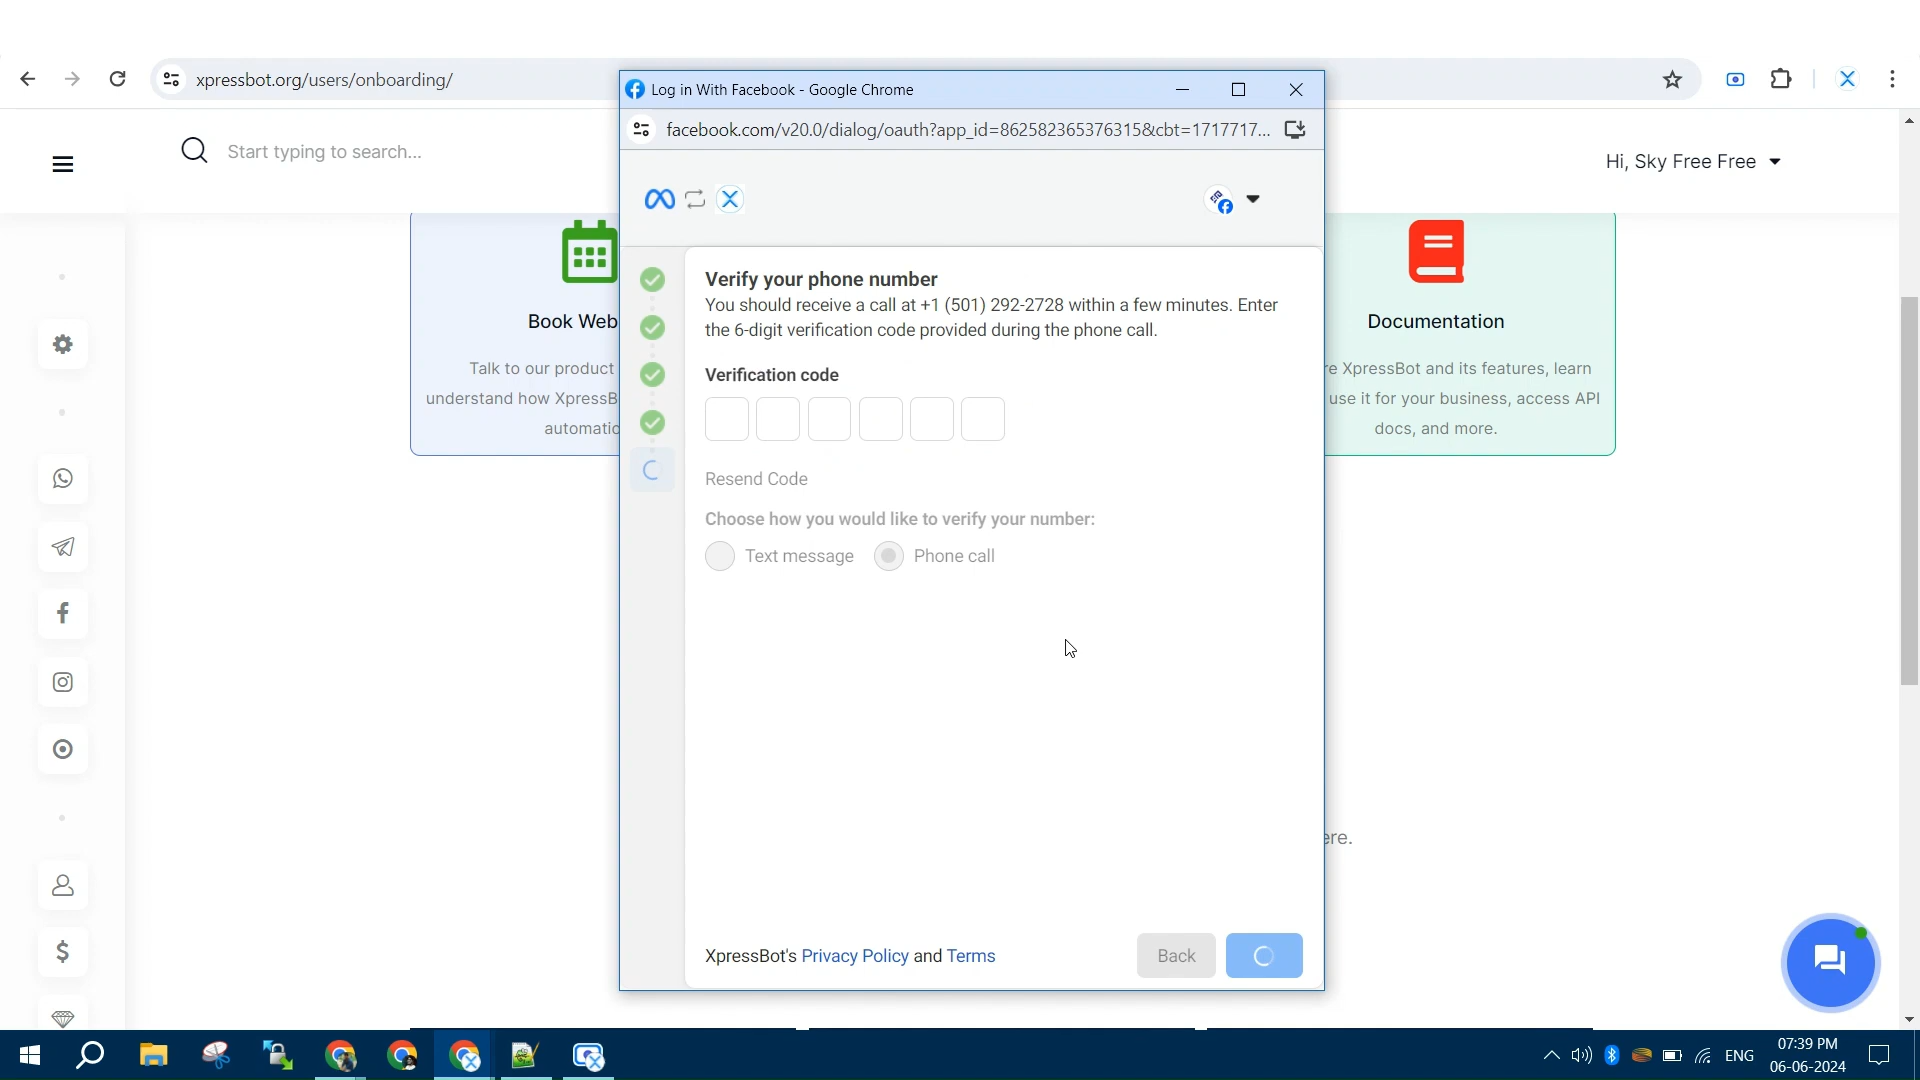 xpressbot.org/users/onboarding/
Log in With Facebook - Google Chrome
facebook.com/v20.0/dialog/oauth?app_id=862582365376315&cbt=1717717...
Start typing to search...
Hi, Sky Free Free
Book Web
Talk to our product
understand how XpressB
automatic
Verify your phone number
You should receive a call at +1 (501) 292-2728 within a few minutes. Enter
the 6-digit verification code provided during the phone call.
Verification code
Resend Code
Choose how you would like to verify your number:
Text message
Phone call
XpressBot's Privacy Policy and Terms
Back
Documentation
re XpressBot and its features, learn
use it for your business, access API
docs, and more.
ere.
ENG
07:39 PM
06-06-2024